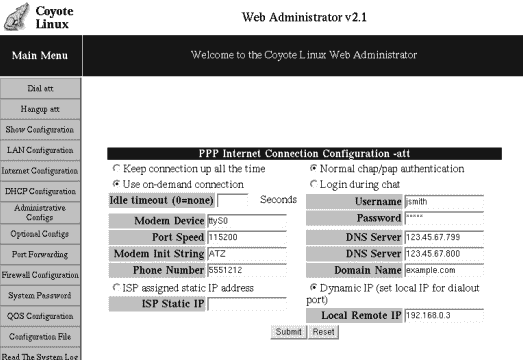 Coyote
Linux
Web Administrator v2.1
Main Menu
Welcome to the Coyote Linux Web Administrator
Dial att
Hangup att
Show Configuration
LAN Configuration
Internet Configuration
DHCP Configuration
Administrative
Configs
Optional Configs
Port Forwarding
Firewall Configuration
System Password
QOS Configuration
Configuration File
Read The System Log
PPP Internet Connection Configuration -att
Keep connection up all the time
Normal chap/pap authentication
Use on-demand connection
Login during chat
Idle timeout (0=none) Seconds
Username jsmith
Modem Device ttyS0
Password *****
Port Speed 115200
DNS Server 123.45.67.799
Modem Init String ATZ
DNS Server 123.45.67.800
Phone Number 5551212
Domain Name example.com
ISP assigned static IP address
Dynamic IP (set local IP for dialout
port)
ISP Static IP
Local Remote IP 192.168.0.3
Submit Reset